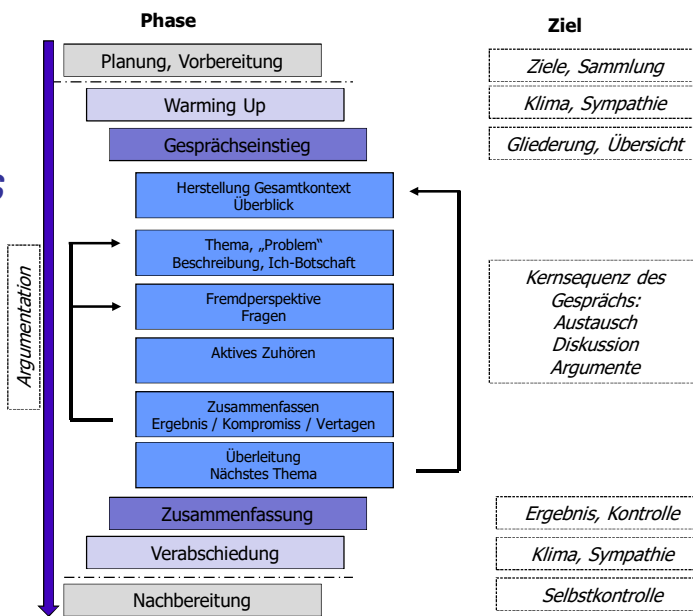 Phase
Ziel
Planung, Vorbereitung
Ziele, Sammlung
Warming Up
Klima, Sympathie
Gesprächseinstieg
Gliederung, Übersicht
Herstellung Gesamtkontext
Überblick
Argumentation
Thema, „Problem“
Beschreibung, Ich-Botschaft
Fremdperspektive
Fragen
Aktives Zuhören
Zusammenfassen
Ergebnis / Kompromiss / Vertagen
Überleitung
Nächstes Thema
Kernsequenz des
Gesprächs:
Austausch
Diskussion
Argumente
Zusammenfassung
Ergebnis, Kontrolle
Verabschiedung
Klima, Sympathie
Nachbereitung
Selbstkontrolle